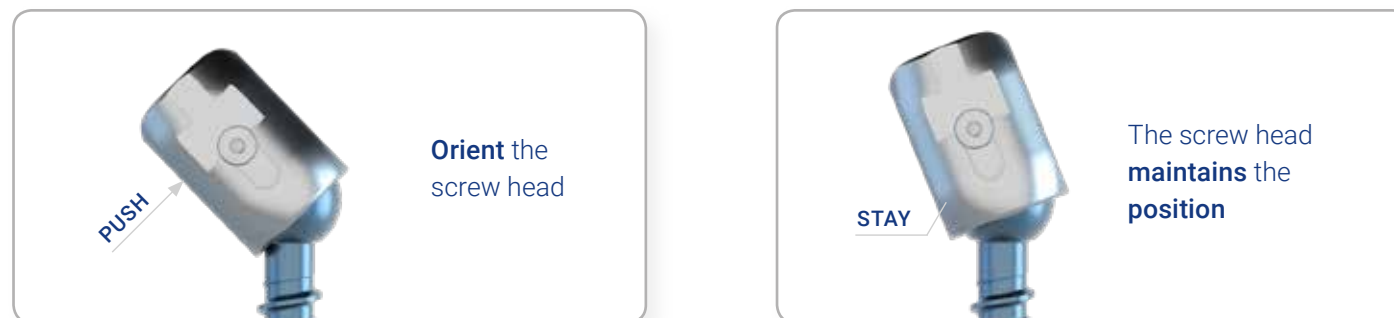 PUSH
Orient the
screw head
STAY
The screw head
maintains the
position